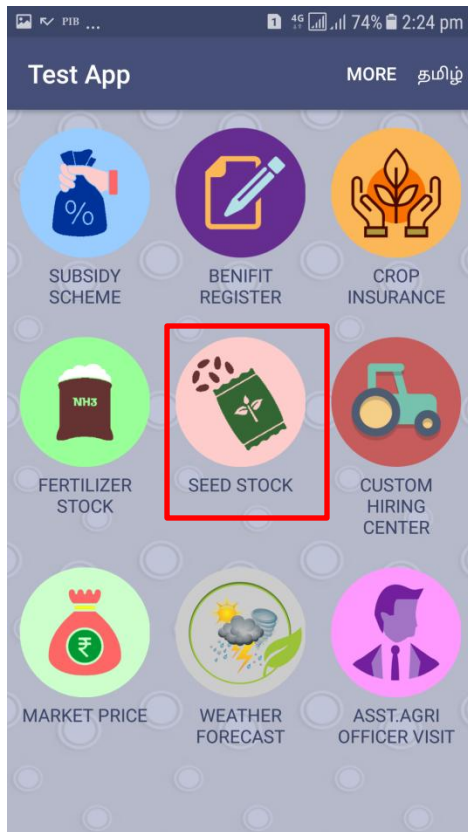 PIB ...
1 4G 74% 2:24 pm
Test App
MORE தமிழ்
%
SUBSIDY
SCHEME
BENIFIT
REGISTER
CROP
INSURANCE
NH3
FERTILIZER
STOCK
SEED STOCK
CUSTOM
HIRING
CENTER
₹
MARKET PRICE
WEATHER
FORECAST
ASST.AGRI
OFFICER VISIT